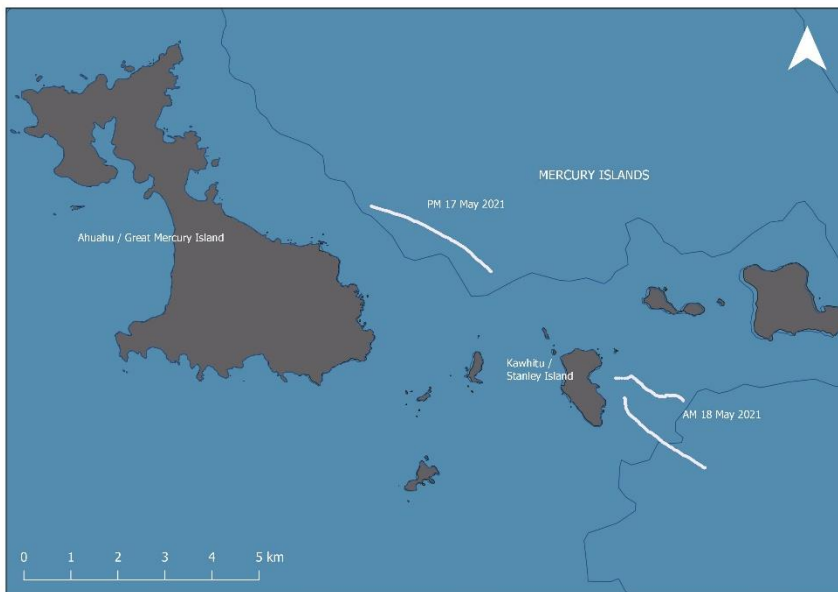 MERCURY ISLANDS
PM 17 May 2021
Ahuahu / Great Mercury Island
Kawhitu /
Stanley Island
AM 18 May 2021
0 1 2 3 4 5 km